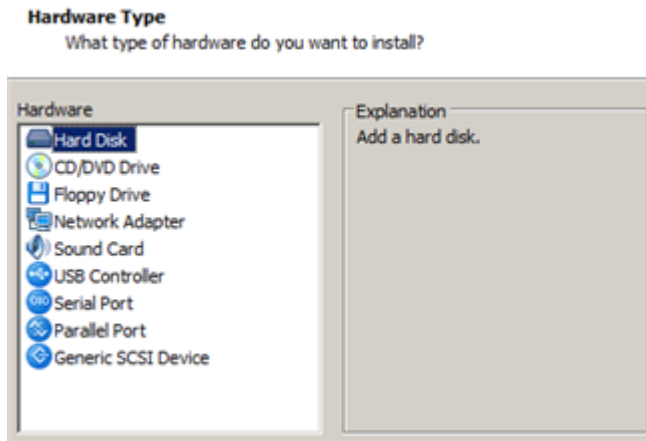 Hardware Type
What type of hardware do you want to install?
Hardware
Explanation
Hard Disk
Add a hard disk.
CD/DVD Drive
Floppy Drive
Network Adapter
Sound Card
USB Controller
Serial Port
Parallel Port
Generic SCSI Device